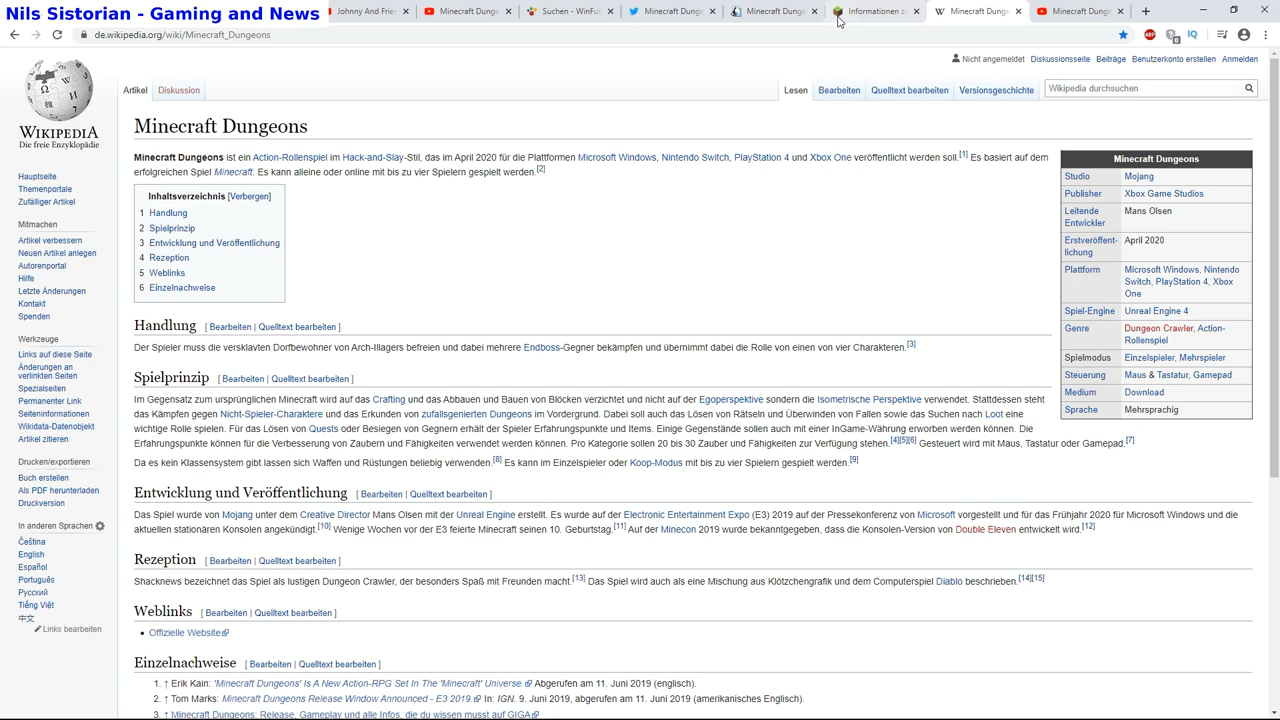 Nils Sistorian - Gaming and News
Johnny And Frie
Minecraft Dunge
Suchen - WinFut
Minecraft Dunge
Minecraft Dunge
Informationen z
Minecraft Dunge
Minecraft Dunge
de.wikipedia.org/wiki/Minecraft_Dungeons
Nicht angemeldet Diskussionsseite Beiträge Benutzerkonto erstellen Anmelden
Artikel Diskussion Lesen Bearbeiten Quelltext bearbeiten Versionsgeschichte Wikipedia durchsuchen
WIKIPEDIA
Die freie Enzyklopädie
Hauptseite
Themenportale
Zufälliger Artikel
Mitmachen
Artikel verbessern
Neuen Artikel anlegen
Autorenportal
Hilfe
Letzte Änderungen
Kontakt
Spenden
Werkzeuge
Links auf diese Seite
Änderungen an
verlinkten Seiten
Spezialseiten
Permanenter Link
Seiteninformationen
Wikidata-Datenobjekt
Artikel zitieren
Drucken/exportieren
Buch erstellen
Als PDF herunterladen
Druckversion
In anderen Sprachen
Čeština
English
Español
Português
Русский
Tiếng Việt
中文
Links bearbeiten
Minecraft Dungeons
Minecraft Dungeons ist ein Action-Rollenspiel im Hack-and-Slay-Stil, das im April 2020 für die Plattformen Microsoft Windows, Nintendo Switch, PlayStation 4 und Xbox One veröffentlicht werden soll.[1] Es basiert auf dem
erfolgreichen Spiel Minecraft. Es kann alleine oder online mit bis zu vier Spielern gespielt werden.[2]
Inhaltsverzeichnis [Verbergen]
1 Handlung
2 Spielprinzip
3 Entwicklung und Veröffentlichung
4 Rezeption
5 Weblinks
6 Einzelnachweise
Minecraft Dungeons
Studio Mojang
Publisher Xbox Game Studios
Leitende Mans Olsen
Entwickler
Erstveröffent- April 2020
lichung
Plattform Microsoft Windows, Nintendo
Switch, PlayStation 4, Xbox
One
Spiel-Engine Unreal Engine 4
Genre Dungeon Crawler, Action-
Rollenspiel
Spielmodus Einzelspieler, Mehrspieler
Steuerung Maus & Tastatur, Gamepad
Medium Download
Sprache Mehrsprachig
Handlung [ Bearbeiten | Quelltext bearbeiten ]
Der Spieler muss die versklavten Dorfbewohner von Arch-Illagers befreien und dabei mehrere Endboss-Gegner bekämpfen und übernimmt dabei die Rolle von einen von vier Charakteren.[3]
Spielprinzip [ Bearbeiten | Quelltext bearbeiten ]
Im Gegensatz zum ursprünglichen Minecraft wird auf das Crafting und das Abbauen und Bauen von Blöcken verzichtet und nicht auf der Egoperspektive sondern die Isometrische Perspektive verwendet. Stattdessen steht
das Kämpfen gegen Nicht-Spieler-Charaktere und das Erkunden von zufallsgenierten Dungeons im Vordergrund. Dabei soll auch das Lösen von Rätseln und Überwinden von Fallen sowie das Suchen nach Loot eine
wichtige Rolle spielen. Für das Lösen von Quests oder Besiegen von Gegnern erhält der Spieler Erfahrungspunkte und Items. Einige Gegenstände sollen auch mit einer InGame-Währung erworben werden können. Die
Erfahrungspunkte können für die Verbesserung von Zaubern und Fähigkeiten verwendet werden können. Pro Kategorie sollen 20 bis 30 Zauber und Fähigkeiten zur Verfügung stehen.[4][5][6] Gesteuert wird mit Maus, Tastatur oder Gamepad.[7]
Da es kein Klassensystem gibt lassen sich Waffen und Rüstungen beliebig verwenden.[8] Es kann im Einzelspieler oder Koop-Modus mit bis zu vier Spielern gespielt werden.[9]
Entwicklung und Veröffentlichung [ Bearbeiten | Quelltext bearbeiten ]
Das Spiel wurde von Mojang unter dem Creative Director Mans Olsen mit der Unreal Engine erstellt. Es wurde auf der Electronic Entertainment Expo (E3) 2019 auf der Pressekonferenz von Microsoft vorgestellt und für das Frühjahr 2020 für Microsoft Windows und die
aktuellen stationären Konsolen angekündigt.[10] Wenige Wochen vor der E3 feierte Minecraft seinen 10. Geburtstag.[11] Auf der Minecon 2019 wurde bekanntgegeben, dass die Konsolen-Version von Double Eleven entwickelt wird.[12]
Rezeption [ Bearbeiten | Quelltext bearbeiten ]
Shacknews bezeichnet das Spiel als lustigen Dungeon Crawler, der besonders Spaß mit Freunden macht.[13] Das Spiel wird auch als eine Mischung aus Klötzchengrafik und dem Computerspiel Diablo beschrieben.[14][15]
Weblinks [ Bearbeiten | Quelltext bearbeiten ]
• Offizielle Website
Einzelnachweise [ Bearbeiten | Quelltext bearbeiten ]
1. ↑ Erik Kain: 'Minecraft Dungeons' Is A New Action-RPG Set In The 'Minecraft' Universe. Abgerufen am 11. Juni 2019 (englisch).
2. ↑ Tom Marks: Minecraft Dungeons Release Window Announced - E3 2019. In: IGN. 9. Juni 2019, abgerufen am 11. Juni 2019 (amerikanisches Englisch).
3. ↑ Minecraft Dungeons: Release, Gameplay und alle Infos, die du wissen musst auf GIGA